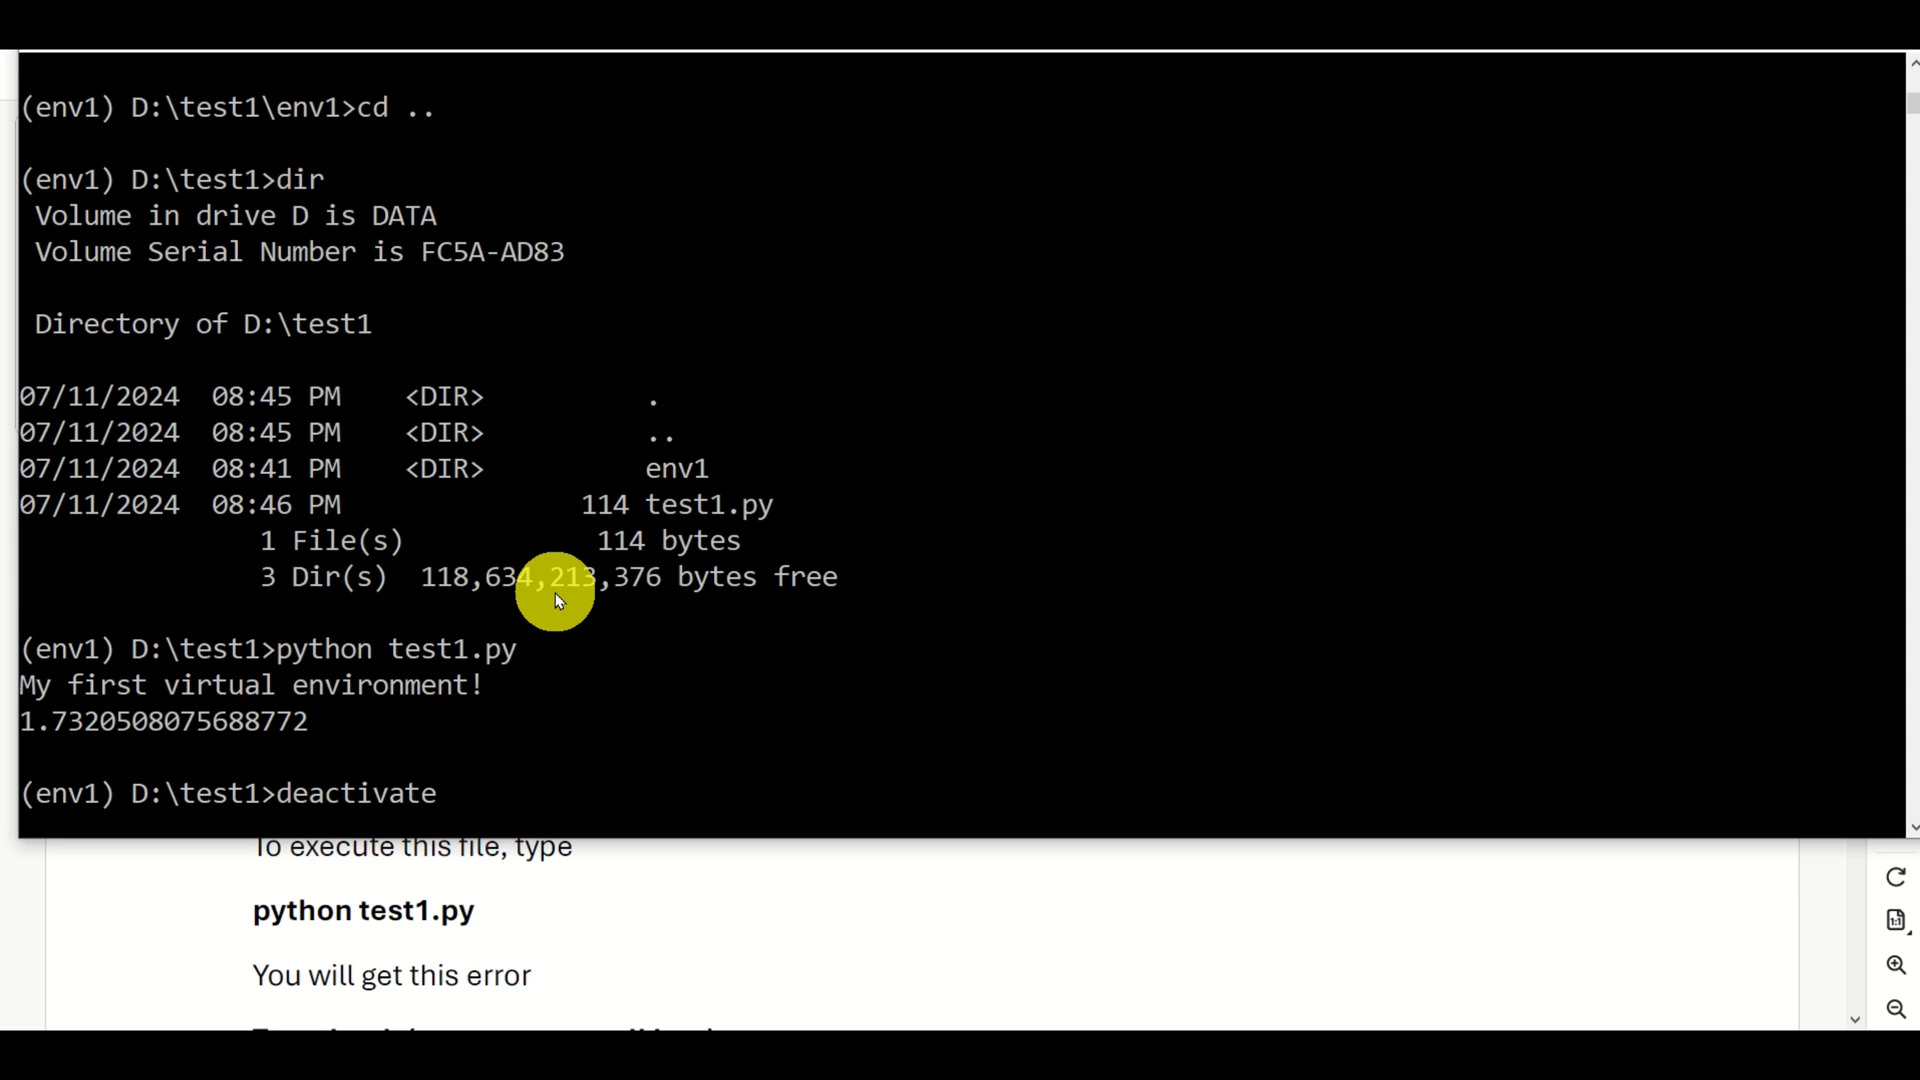 (env1) D:\test1\env1>cd ..
(env1) D:\test1>dir
Volume in drive D is DATA
Volume Serial Number is FC5A-AD83
Directory of D:\test1
07/11/2024  08:45 PM    <DIR>          .
07/11/2024  08:45 PM    <DIR>          ..
07/11/2024  08:41 PM    <DIR>          env1
07/11/2024  08:46 PM               114 test1.py
1 File(s)            114 bytes
3 Dir(s)  118,634,213,376 bytes free
(env1) D:\test1>python test1.py
My first virtual environment!
1.7320508075688772
(env1) D:\test1>deactivate
To execute this file, type
python test1.py
You will get this error